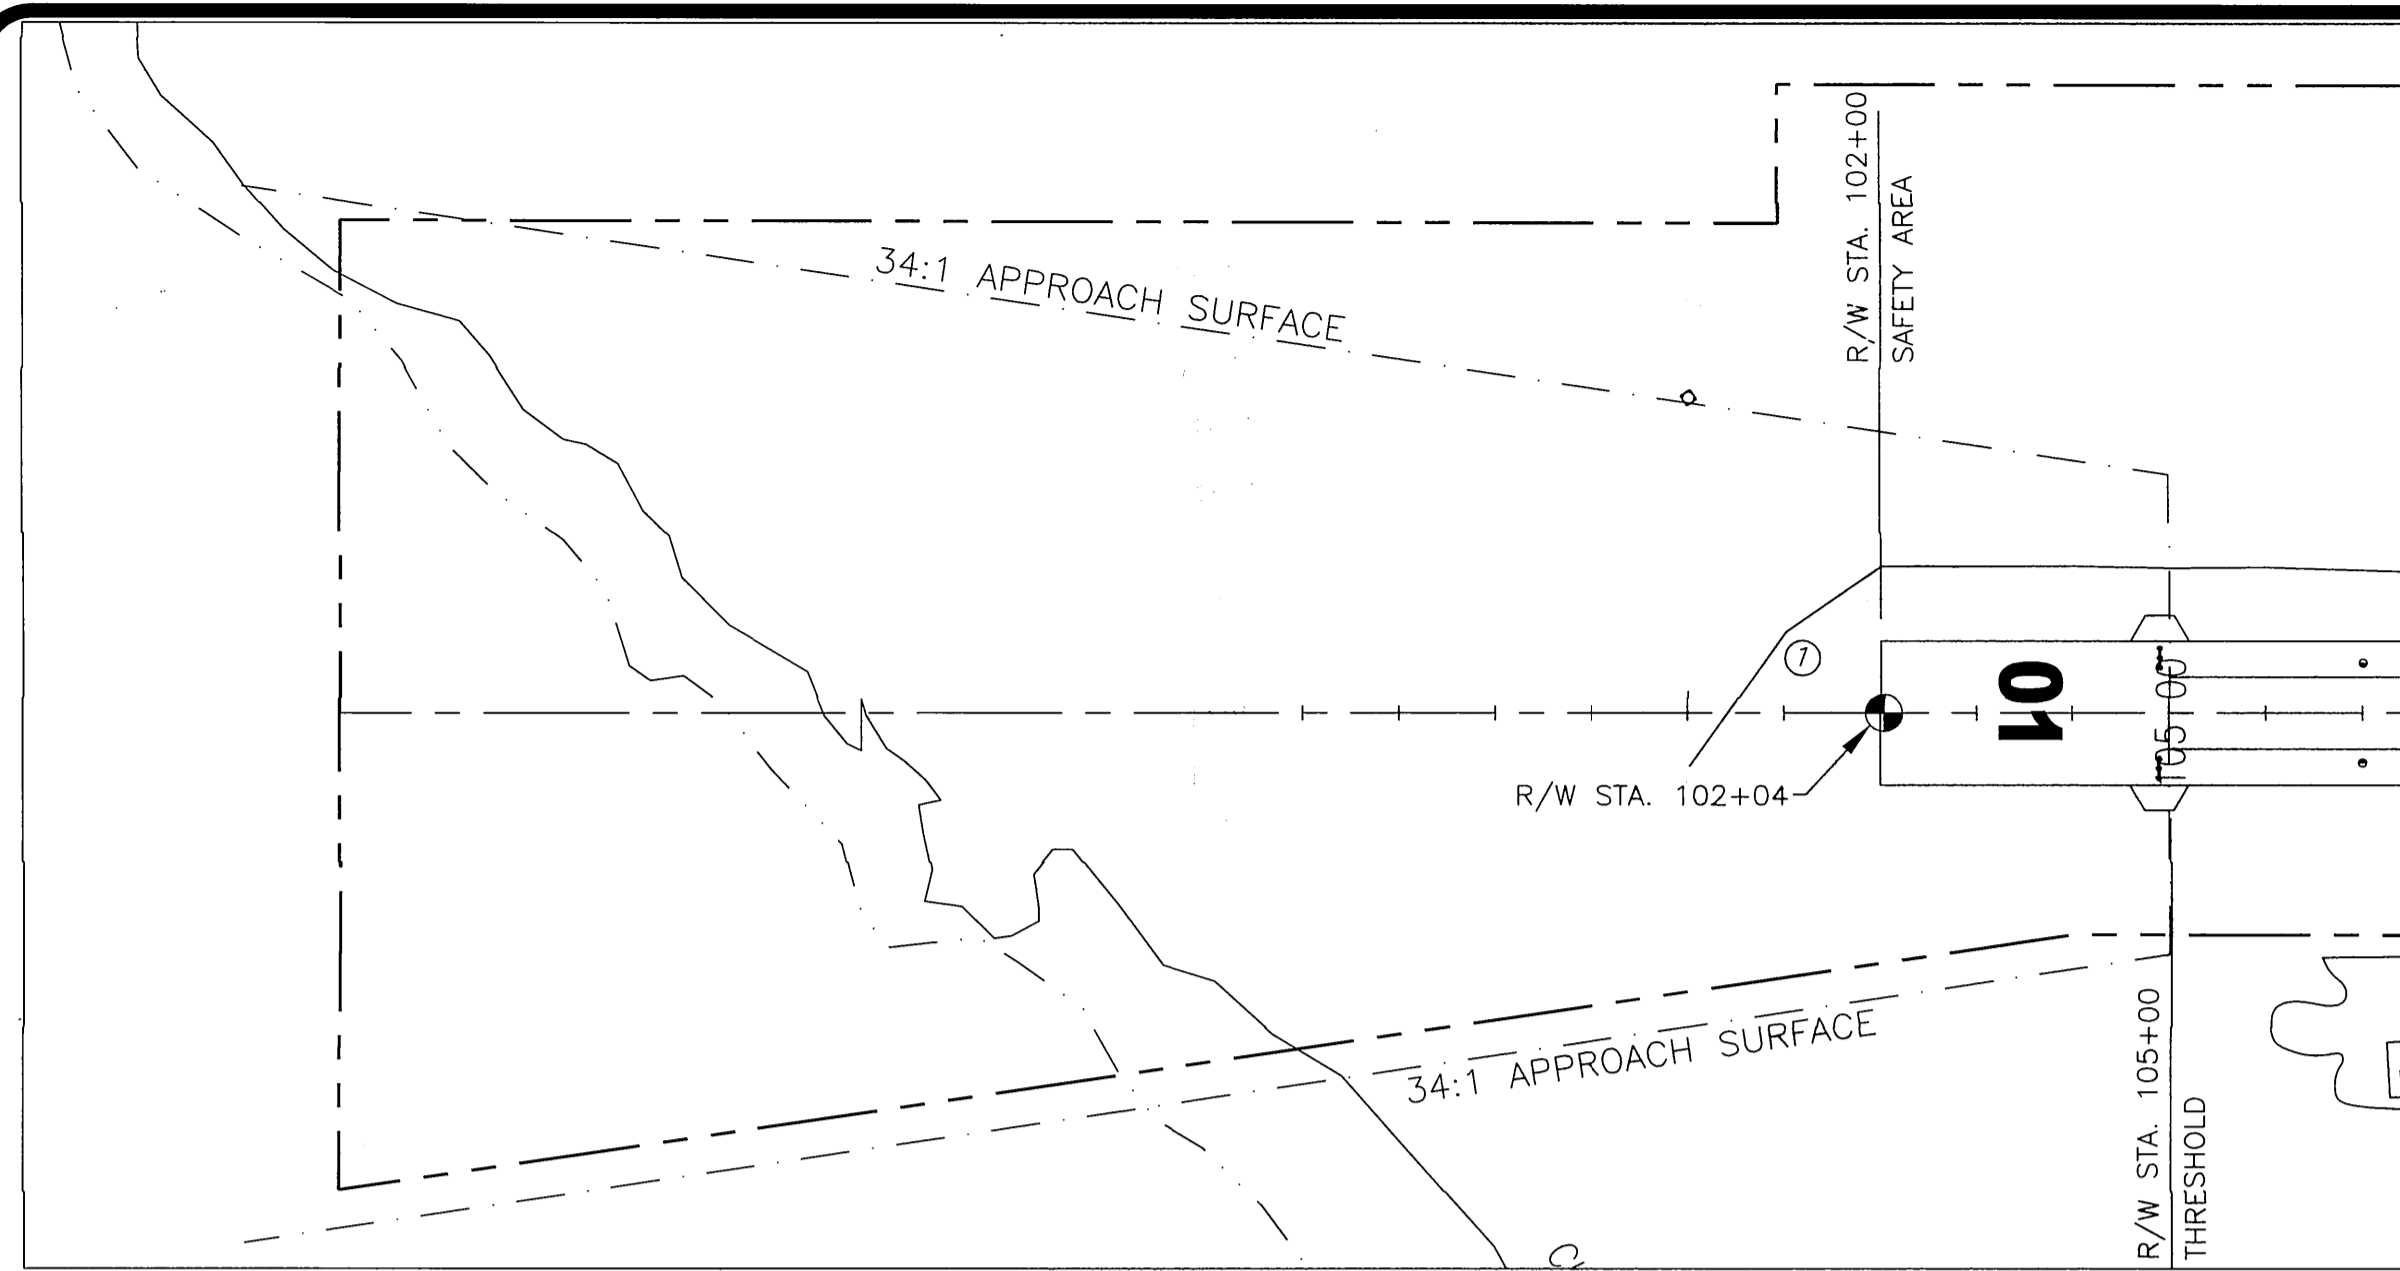 R/W STA. 102+00
SAFETY AREA
34:1 APPROACH SURFACE
1
01
105+00
R/W STA. 102+04
34:1 APPROACH SURFACE
R/W STA. 105+00
THRESHOLD